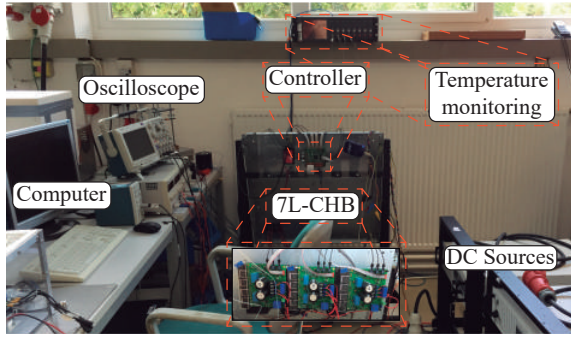 Oscilloscope
Controller
Temperature
monitoring
Computer
7L-CHB
DC Sources